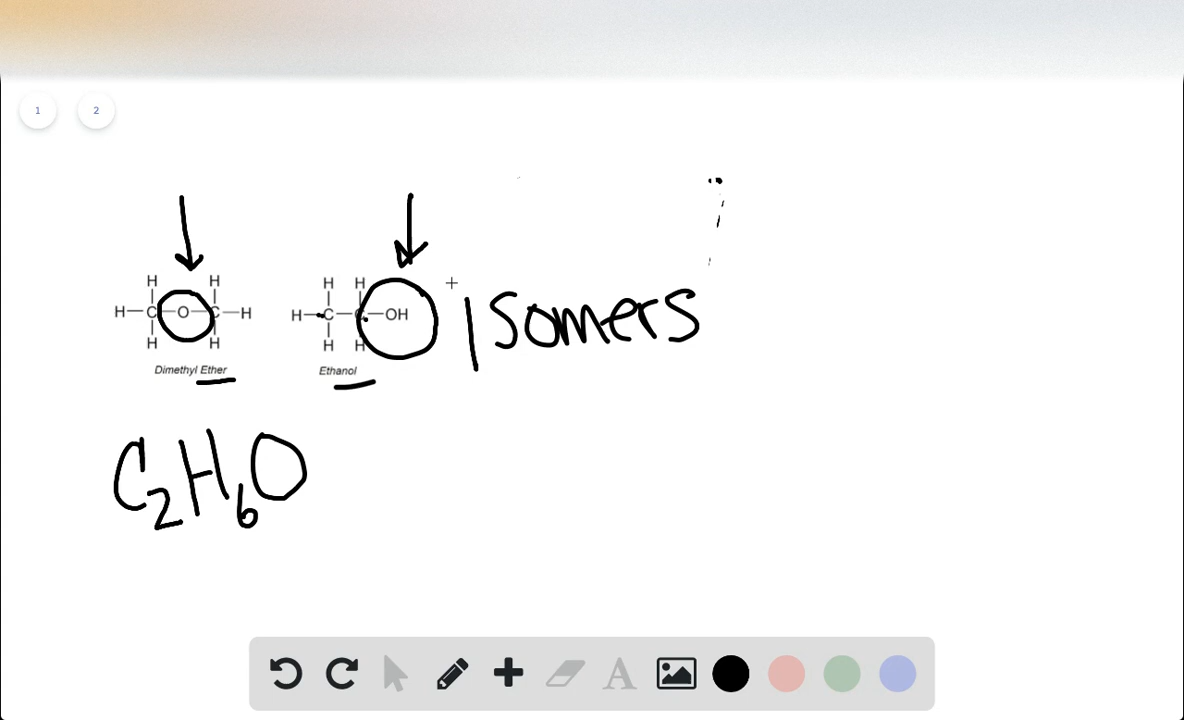 1 2
H H H H
H C O C H H C C OH Isomers
H H H H
Dimethyl Ether Ethanol
C2H6O
A